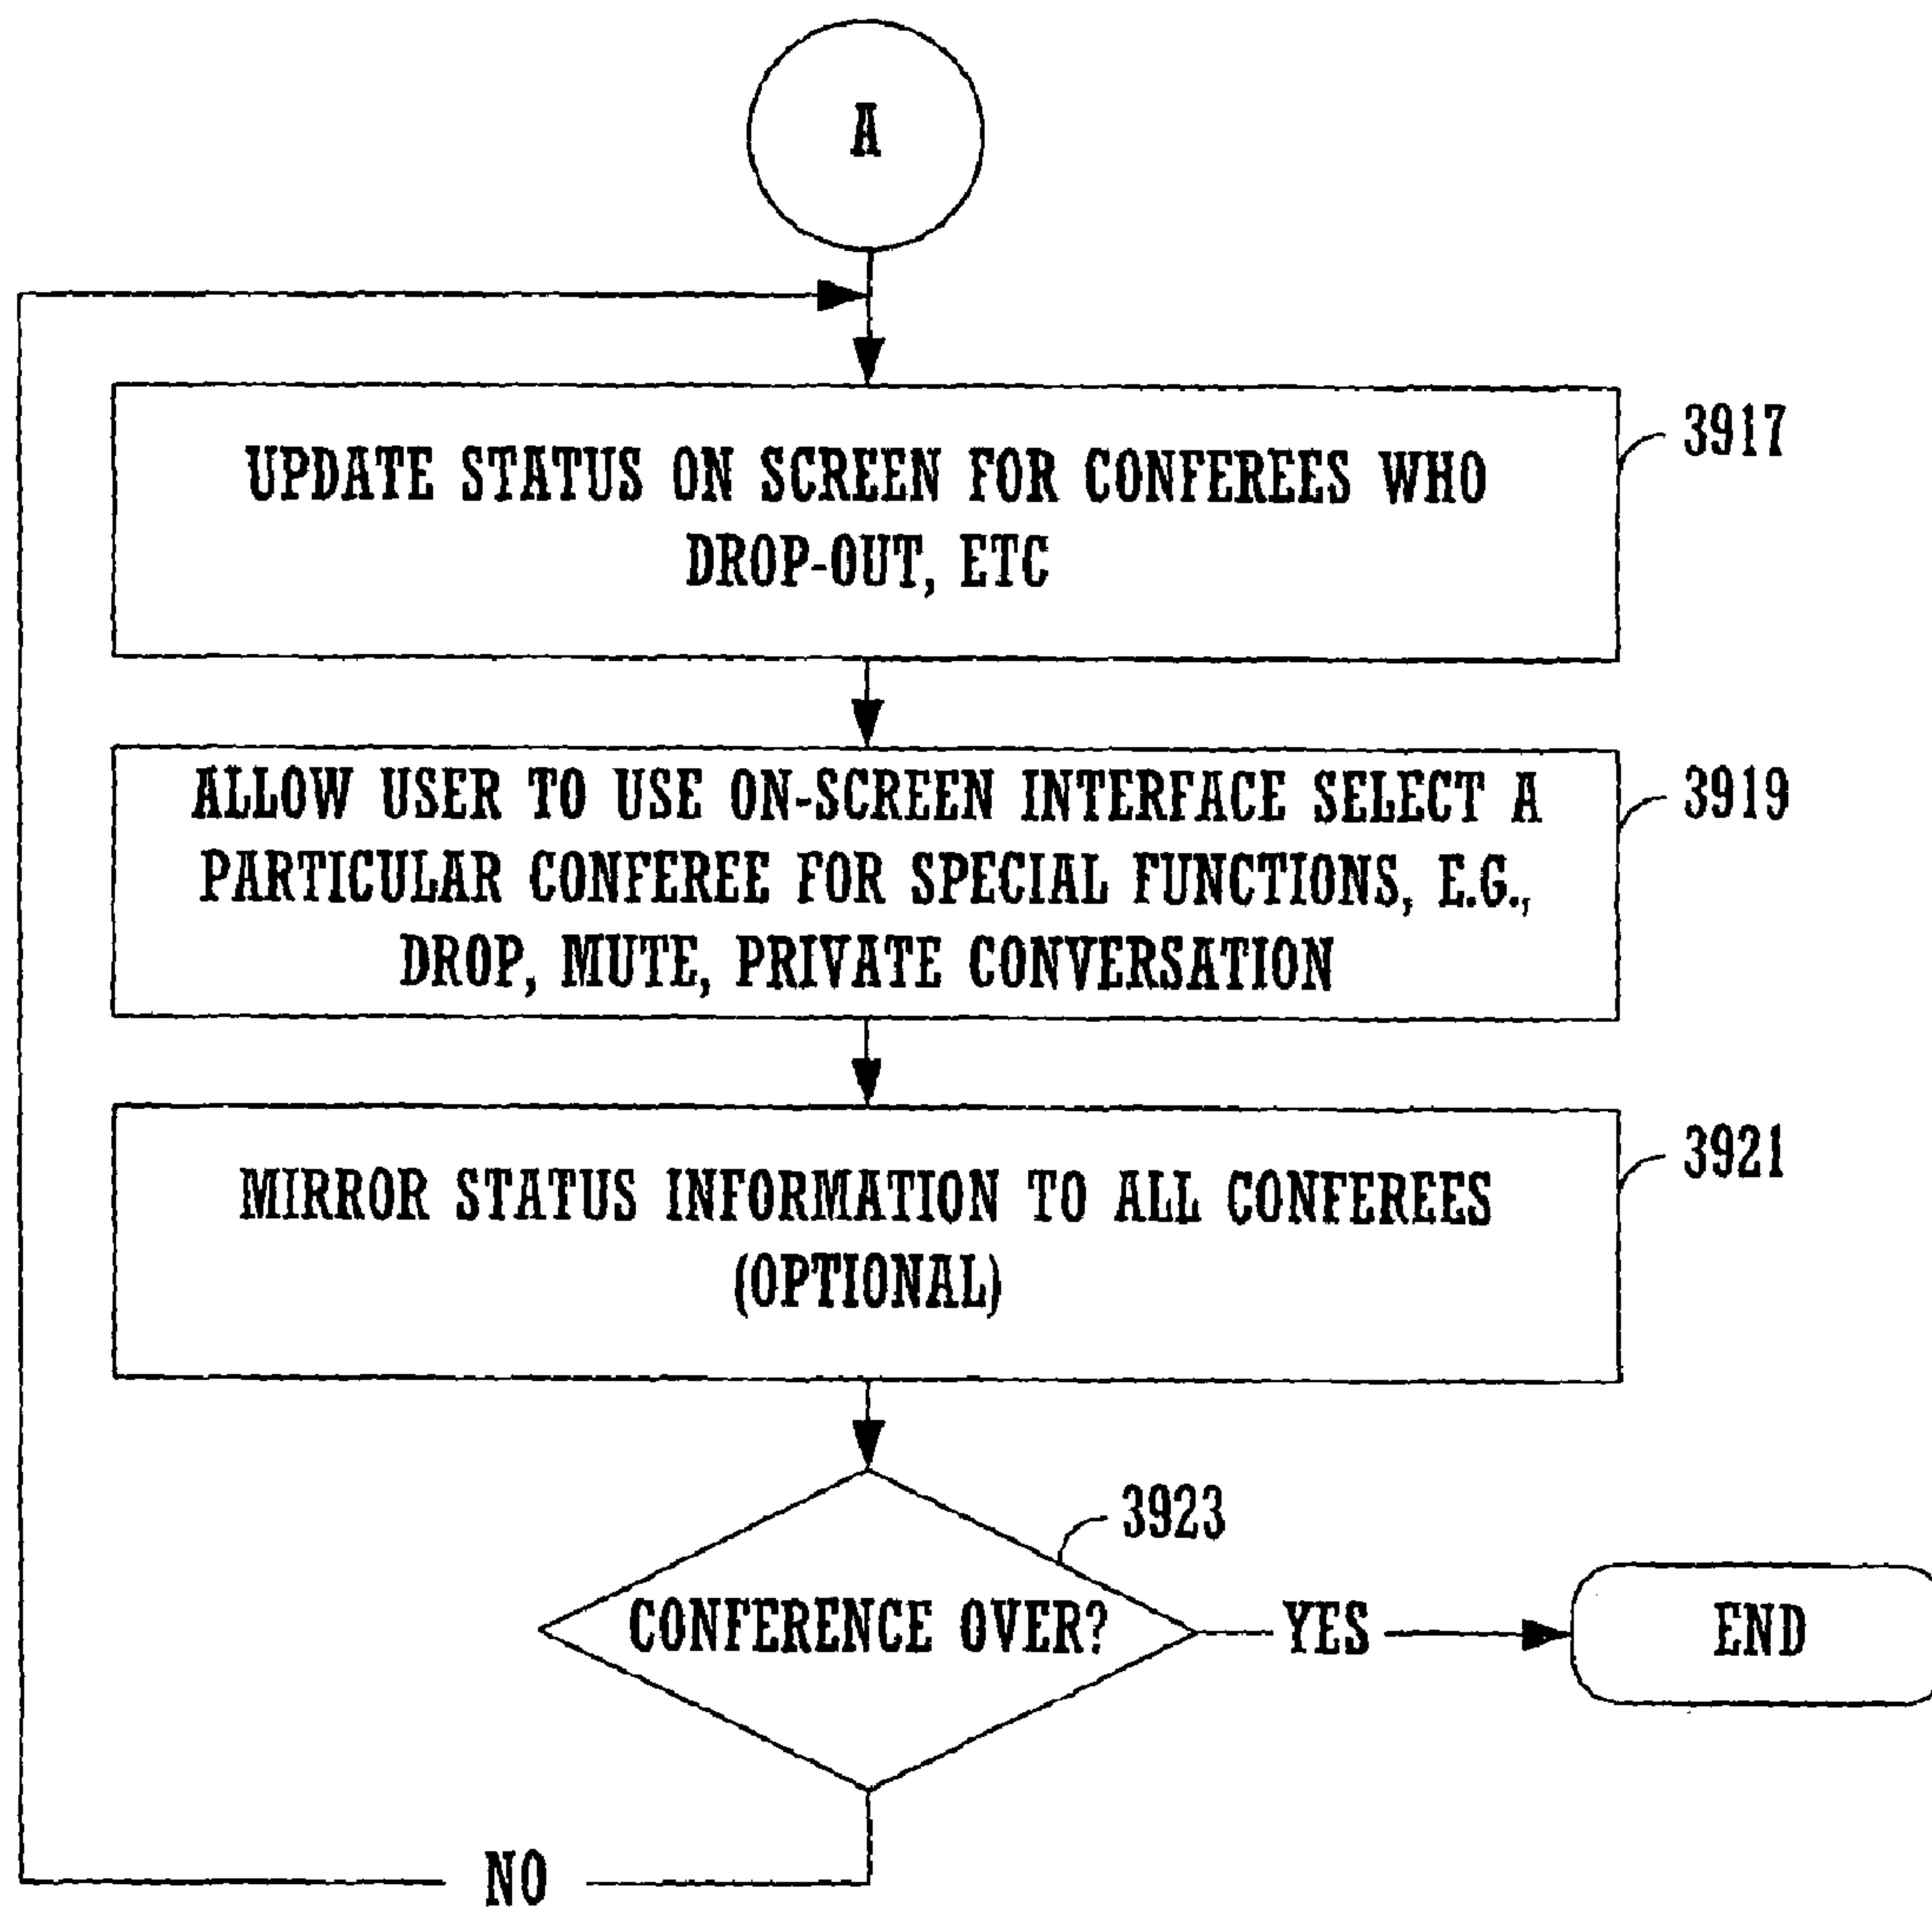 A
UPDATE STATUS ON SCREEN FOR CONFEREES WHO
DROP-OUT, ETC
3917
ALLOW USER TO USE ON-SCREEN INTERFACE SELECT A
PARTICULAR CONFEREE FOR SPECIAL FUNCTIONS, E.G.,
DROP, MUTE, PRIVATE CONVERSATION
3919
MIRROR STATUS INFORMATION TO ALL CONFEREES
(OPTIONAL)
3921
3923
CONFERENCE OVER?
YES
END
NO